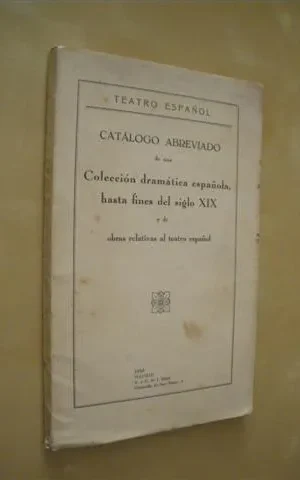 TEATRO ESPAÑOL
CATÁLOGO ABREVIADO
de una
Colección dramática española,
hasta fines del siglo XIX
y de
obras relativas al teatro español
MADRID